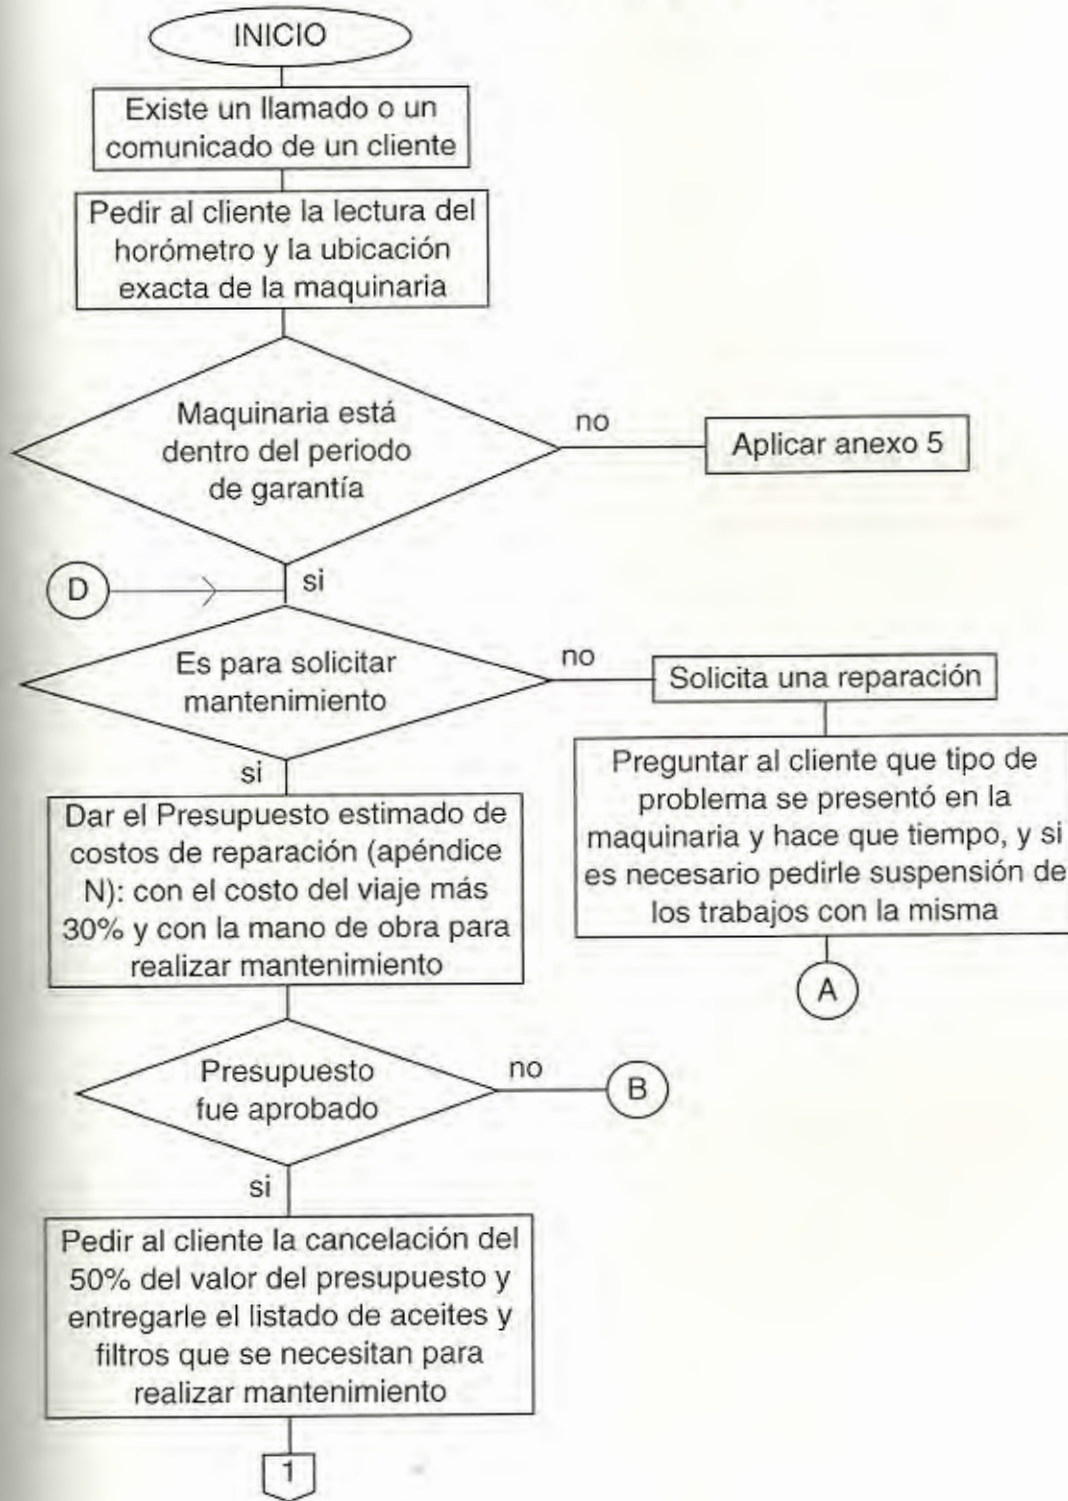 INICIO
Existe un llamado o un
comunicado de un cliente
Pedir al cliente la lectura del
horómetro y la ubicación
exacta de la maquinaria
Maquinaria está
dentro del periodo
de garantía
no
Aplicar anexo 5
D
si
Es para solicitar
mantenimiento
no
Solicita una reparación
Preguntar al cliente que tipo de
problema se presentó en la
maquinaria y hace que tiempo, y si
es necesario pedirle suspensión de
los trabajos con la misma
A
si
Dar el Presupuesto estimado de
costos de reparación (apéndice
N): con el costo del viaje más
30% y con la mano de obra para
realizar mantenimiento
Presupuesto
fue aprobado
no
B
si
Pedir al cliente la cancelación del
50% del valor del presupuesto y
entregarle el listado de aceites y
filtros que se necesitan para
realizar mantenimiento
1